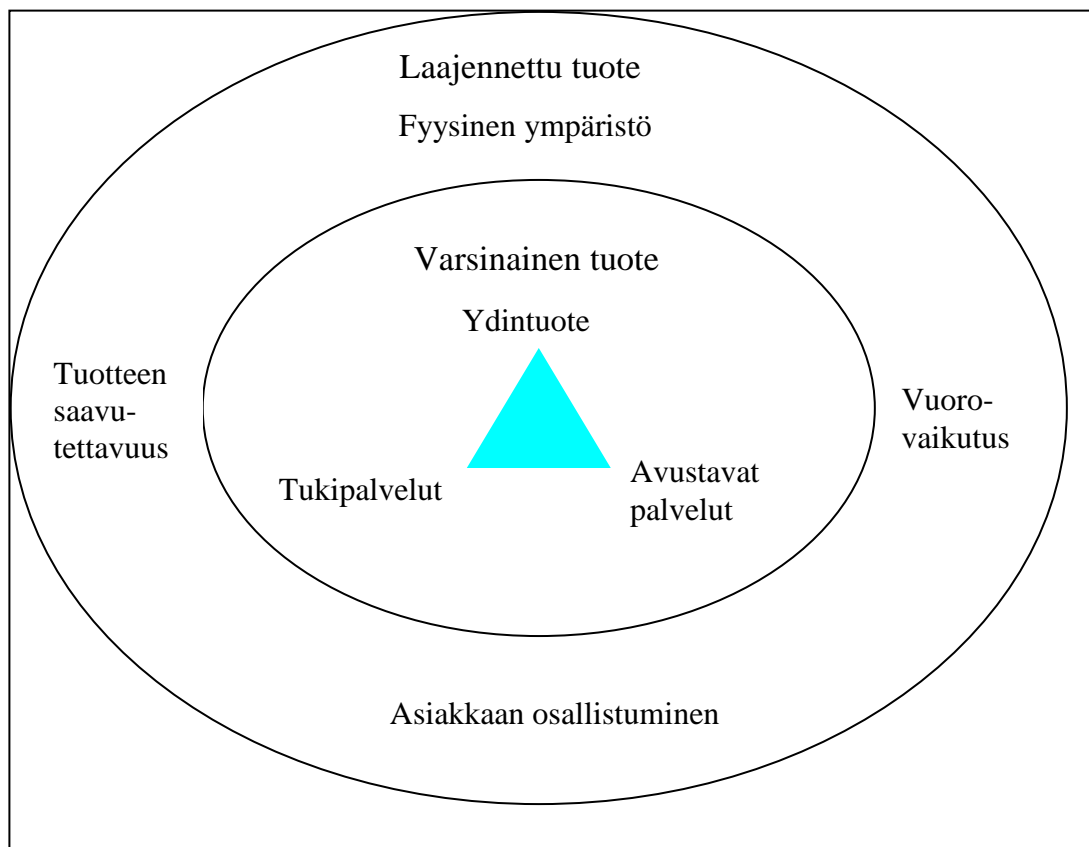 Laajennettu tuote
Fyysinen ympäristö
Varsinainen tuote
Ydintuote
Tuotteen
saavu-
tettavuus
Vuoro-
vaikutus
Tukipalvelut
Avustavat
palvelut
Asiakkaan osallistuminen